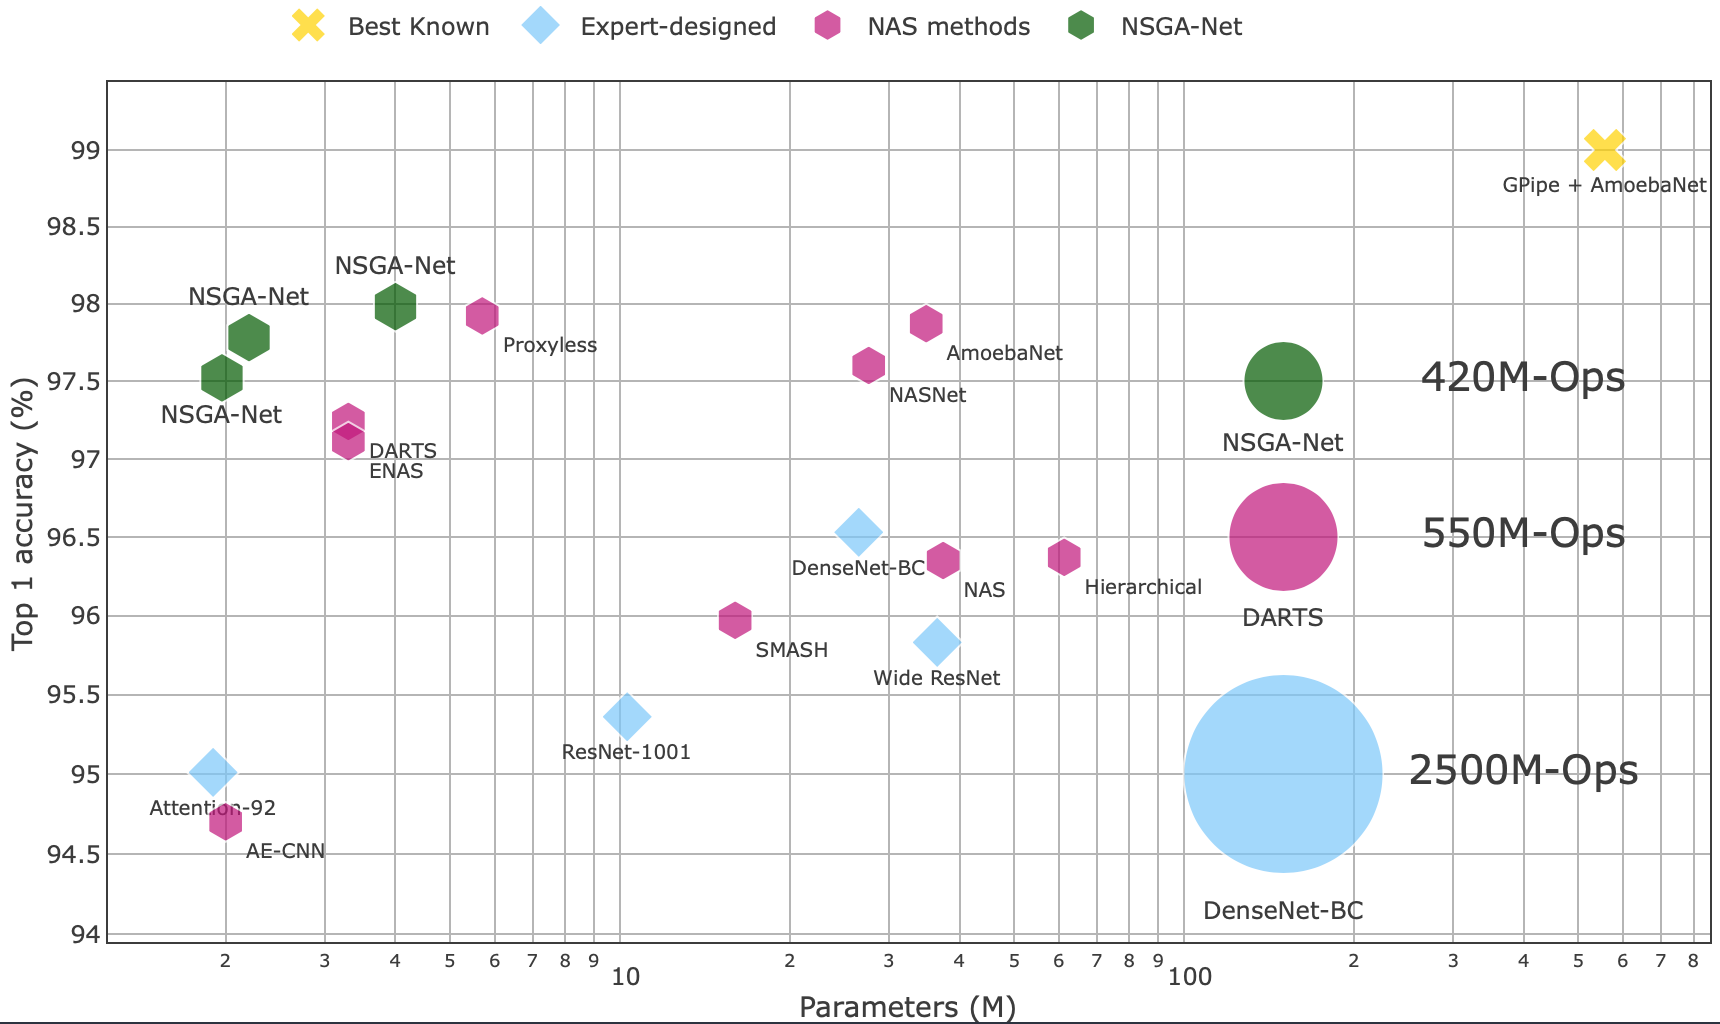 Best Known
Expert-designed
NAS methods
NSGA-Net
99
98.5
98
97.5
97
96.5
96
95.5
95
94.5
94
Top 1 accuracy (%)
GPipe + AmoebaNet
NSGA-Net
NSGA-Net
Proxyless
AmoebaNet
NASNet
NSGA-Net
420M-Ops
NSGA-Net
DARTS
ENAS
550M-Ops
DenseNet-BC
NAS
Hierarchical
DARTS
SMASH
Wide ResNet
ResNet-1001
2500M-Ops
Attention-92
AE-CNN
DenseNet-BC
2 3 4 5 6 7 8 9 10 2 3 4 5 6 7 8 9 100 2 3 4 5 6 7 8
Parameters (M)